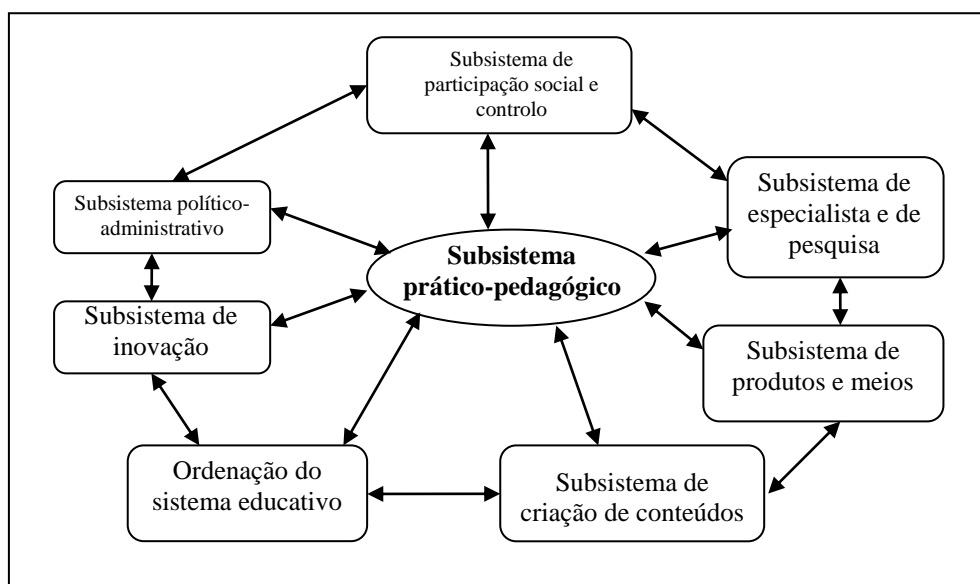 Subsistema de
participação social e
controlo
Subsistema político-
administrativo
Subsistema de
especialista e de
pesquisa
Subsistema
prático-pedagógico
Subsistema de
inovação
Subsistema de
produtos e meios
Ordenação do
sistema educativo
Subsistema de
criação de conteúdos